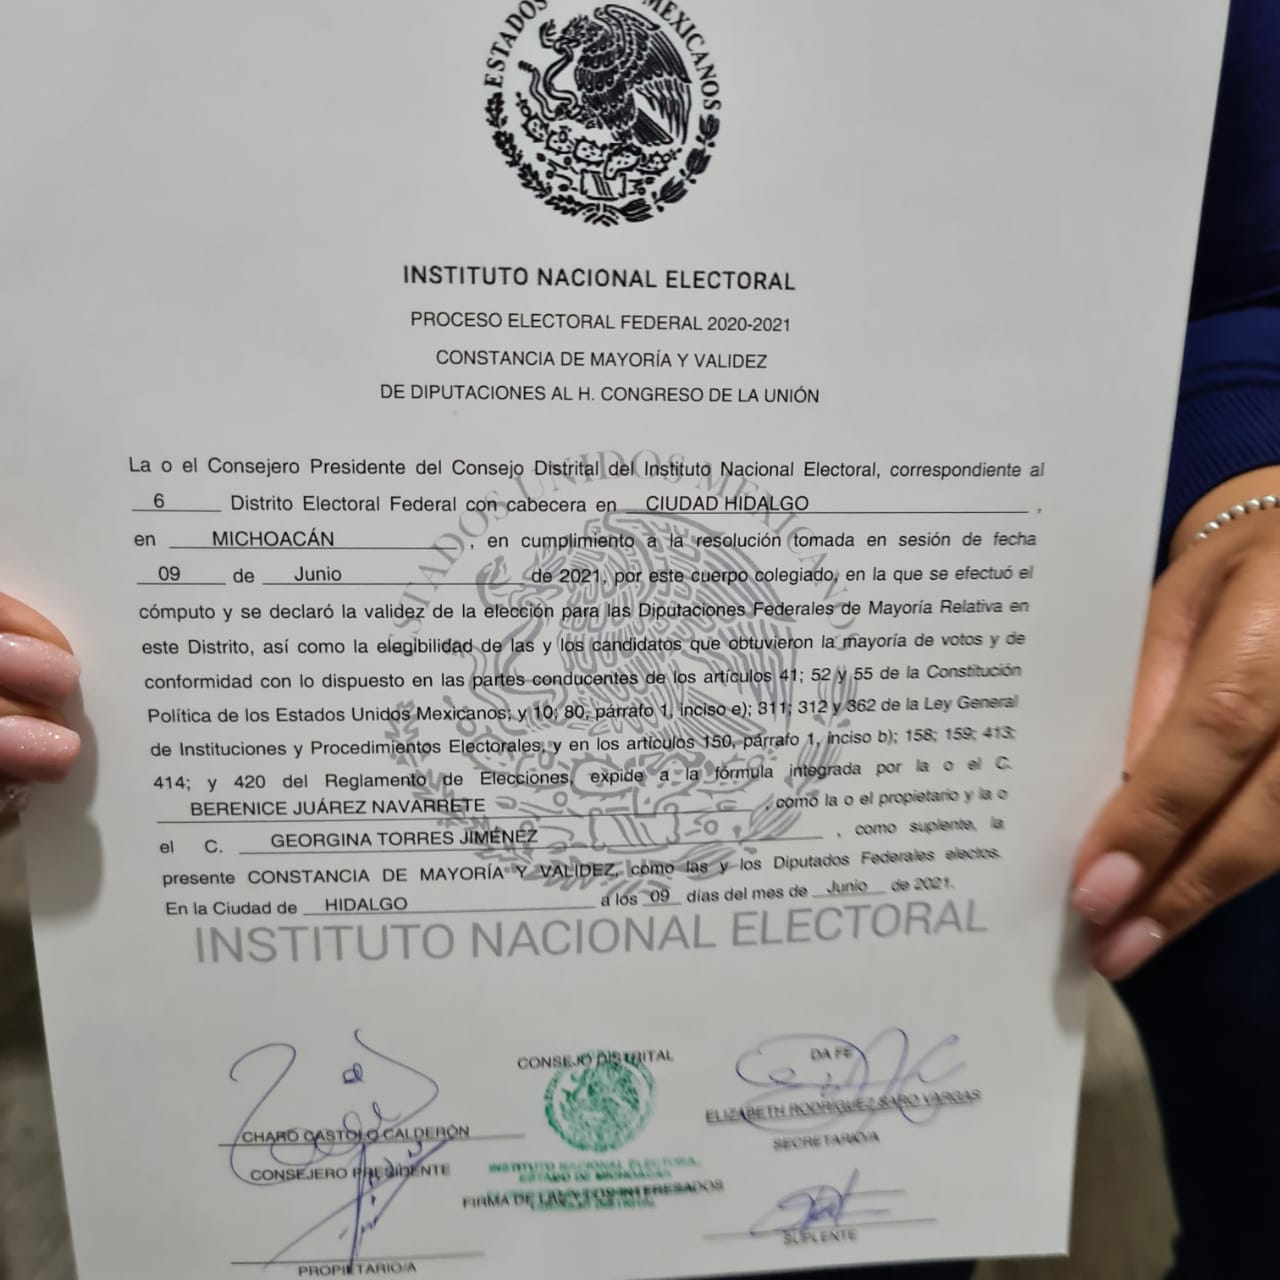 ESTADOS MEXICANOS
INSTITUTO NACIONAL ELECTORAL
PROCESO ELECTORAL FEDERAL 2020-2021
CONSTANCIA DE MAYORÍA Y VALIDEZ
DE DIPUTACIONES AL H. CONGRESO DE LA UNIÓN
La o el Consejero Presidente del Consejo Distrital del Instituto Nacional Electoral, correspondiente al
6 Distrito Electoral Federal con cabecera en CIUDAD HIDALGO ,
en MICHOACÁN , en cumplimiento a la resolución tomada en sesión de fecha
09 de Junio de 2021, por este cuerpo colegiado, en la que se efectuó el
cómputo y se declaró la validez de la elección para las Diputaciones Federales de Mayoría Relativa en
este Distrito, así como la elegibilidad de las y los candidatos que obtuvieron la mayoría de votos y de
conformidad con lo dispuesto en las partes conducentes de los artículos 41; 52 y 55 de la Constitución
Política de los Estados Unidos Mexicanos; y 10; 80, párrafo 1, inciso e); 311; 312 y 362 de la Ley General
de Instituciones y Procedimientos Electorales, y en los artículos 150, párrafo 1, inciso b); 158; 159; 413;
414; y 420 del Reglamento de Elecciones, expide a la fórmula integrada por la o el C.
BERENICE JUÁREZ NAVARRETE , como la o el propietario y la o
el C. GEORGINA TORRES JIMÉNEZ , como suplente, la
presente CONSTANCIA DE MAYORÍA Y VALIDEZ, como las y los Diputados Federales electos.
En la Ciudad de HIDALGO a los 09 días del mes de Junio de 2021.
ESTADOS UNIDOS MEXICANOS
INSTITUTO NACIONAL ELECTORAL
CONSEJO DISTRITAL
DA FE
CHARO CASTOLO CALDERÓN
ELIZABETH RODRÍGUEZ SARO VARGAS
CONSEJERO PRESIDENTE
SECRETARIO/A
INSTITUTO NACIONAL ELECTORAL
ESTADO DE MICHOACÁN
FIRMA DE LAS Y LOS INTERESADOS
PROPIETARIO/A
SUPLENTE